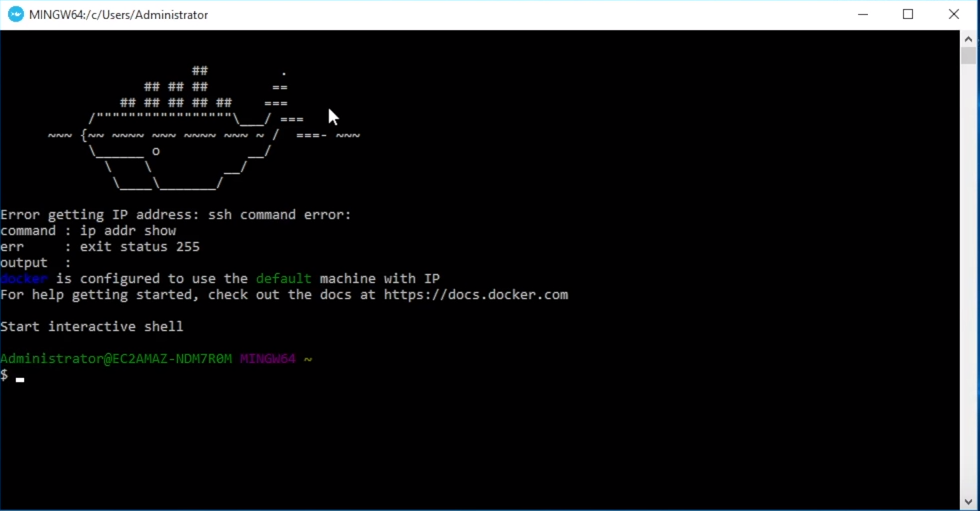 MINGW64:/c/Users/Administrator
                        ##         .
                  ## ## ##        ==
               ## ## ## ## ##    ===
           /"""""""""""""""""\___/ ===
      ~~~ {~~ ~~~~ ~~~ ~~~~ ~~~ ~ /  ===- ~~~
           \______ o           __/
             \    \         __/
              \____\_______/
Error getting IP address: ssh command error:
command : ip addr show
err     : exit status 255
output  :
docker is configured to use the default machine with IP
For help getting started, check out the docs at https://docs.docker.com
Start interactive shell
Administrator@EC2AMAZ-NDM7R0M MINGW64 ~
$